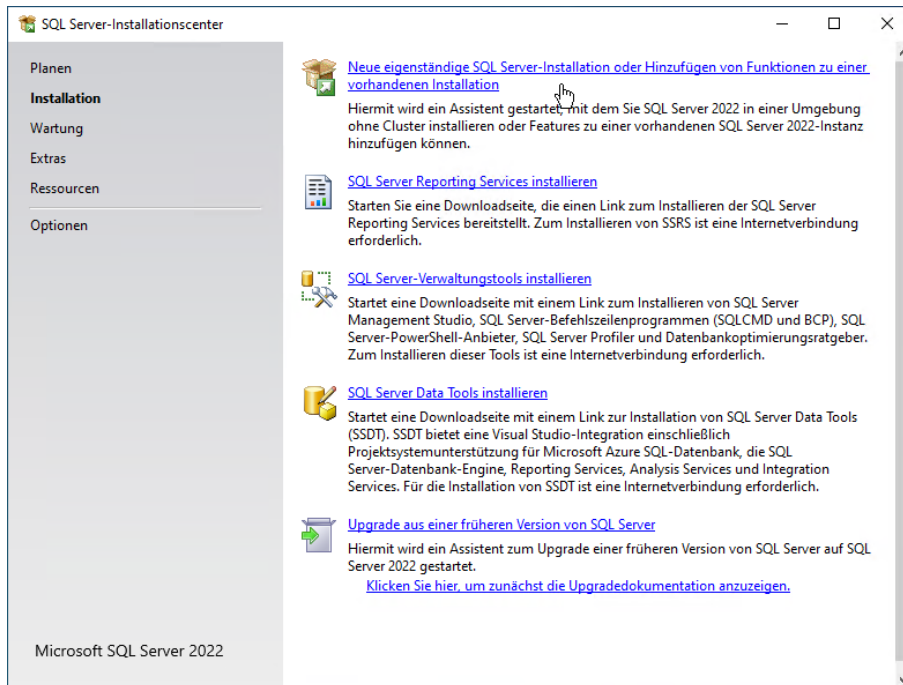 SQL Server-Installationscenter
Planen
Installation
Wartung
Extras
Ressourcen
Optionen
Microsoft SQL Server 2022
Neue eigenständige SQL Server-Installation oder Hinzufügen von Funktionen zu einer
vorhandenen Installation
Hiermit wird ein Assistent gestartet, mit dem Sie SQL Server 2022 in einer Umgebung
ohne Cluster installieren oder Features zu einer vorhandenen SQL Server 2022-Instanz
hinzufügen können.
SQL Server Reporting Services installieren
Starten Sie eine Downloadseite, die einen Link zum Installieren der SQL Server
Reporting Services bereitstellt. Zum Installieren von SSRS ist eine Internetverbindung
erforderlich.
SQL Server-Verwaltungstools installieren
Startet eine Downloadseite mit einem Link zum Installieren von SQL Server
Management Studio, SQL Server-Befehlszeilenprogrammen (SQLCMD und BCP), SQL
Server-PowerShell-Anbieter, SQL Server Profiler und Datenbankoptimierungsratgeber.
Zum Installieren dieser Tools ist eine Internetverbindung erforderlich.
SQL Server Data Tools installieren
Startet eine Downloadseite mit einem Link zur Installation von SQL Server Data Tools
(SSDT). SSDT bietet eine Visual Studio-Integration einschließlich
Projektsystemunterstützung für Microsoft Azure SQL-Datenbank, die SQL
Server-Datenbank-Engine, Reporting Services, Analysis Services und Integration
Services. Für die Installation von SSDT ist eine Internetverbindung erforderlich.
Upgrade aus einer früheren Version von SQL Server
Hiermit wird ein Assistent zum Upgrade einer früheren Version von SQL Server auf SQL
Server 2022 gestartet.
Klicken Sie hier, um zunächst die Upgradedokumentation anzuzeigen.